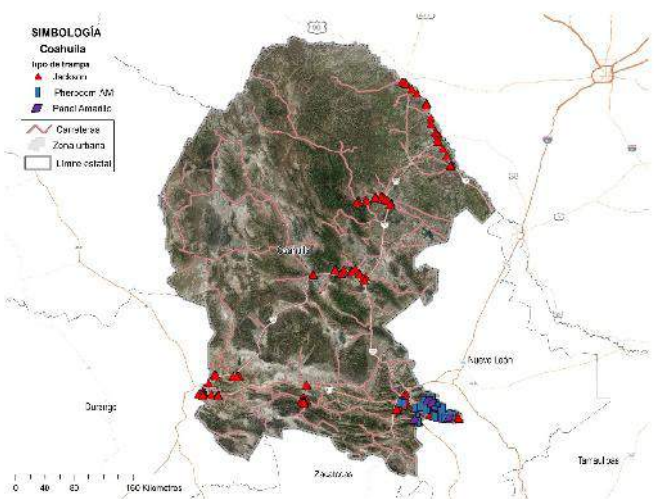 SIMBOLOGÍA
Coahuila
Tipo de trampa
Jackson
Pherocon AM
Panel Amarillo
Carreteras
Zona urbana
Límite estatal
Coahuila
Nuevo León
Durango
Tamaulipas
Zacatecas
0 40 80 160 Kilometros